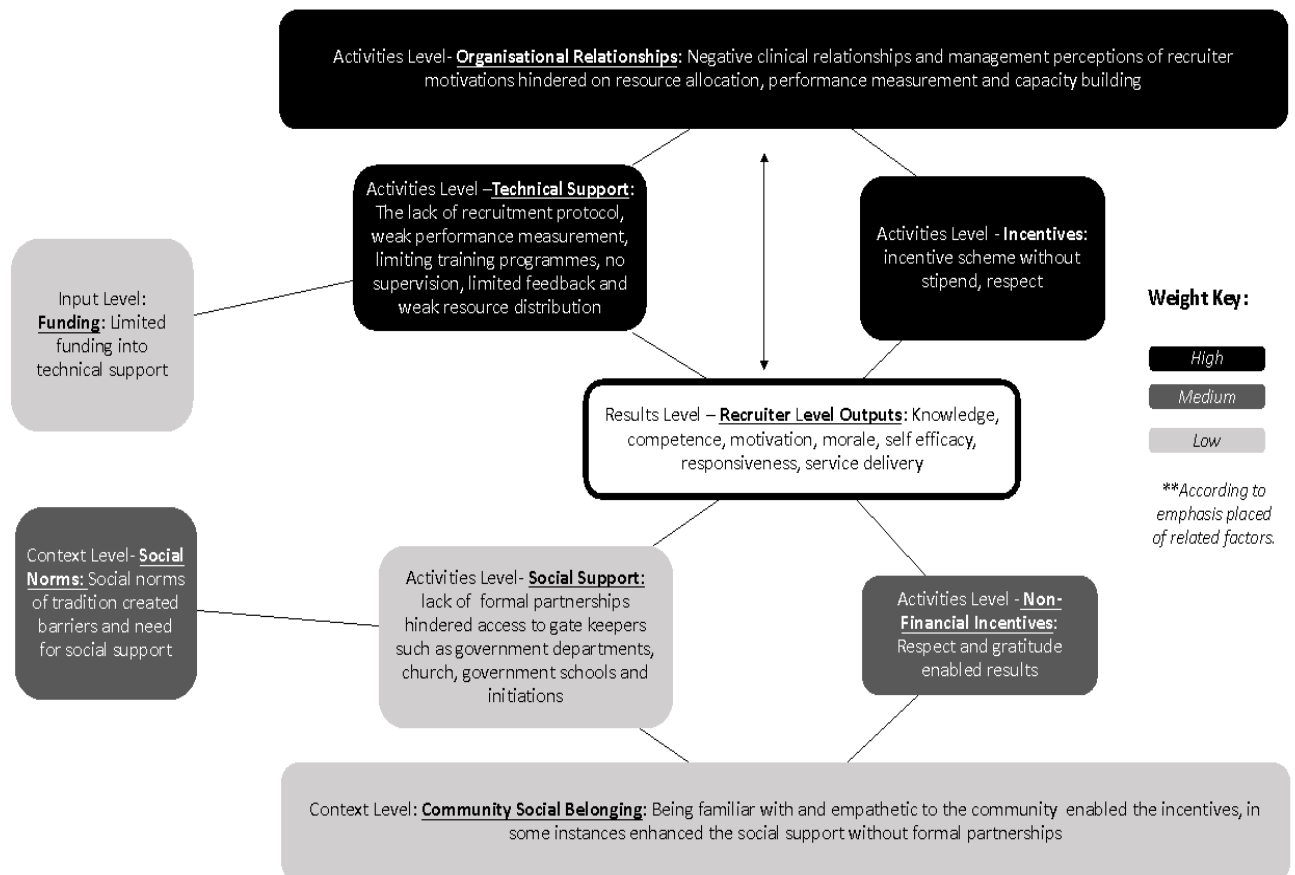 Activities Level- Organisational Relationships: Negative clinical relationships and management perceptions of recruiter
motivations hindered on resource allocation, performance measurement and capacity building
Activities Level –Technical Support:
The lack of recruitment protocol,
weak performance measurement,
limiting training programmes, no
supervision, limited feedback and
weak resource distribution
Activities Level - Incentives:
incentive scheme without
stipend, respect
Input Level:
Funding: Limited
funding into
technical support
Weight Key:
High
Medium
Low
**According to
emphasis placed
of related factors.
Results Level – Recruiter Level Outputs: Knowledge,
competence, motivation, morale, self efficacy,
responsiveness, service delivery
Context Level- Social
Norms: Social norms
of tradition created
barriers and need
for social support
Activities Level- Social Support:
lack of formal partnerships
hindered access to gate keepers
such as government departments,
church, government schools and
initiations
Activities Level - Non-
Financial Incentives:
Respect and gratitude
enabled results
Context Level: Community Social Belonging: Being familiar with and empathetic to the community enabled the incentives, in
some instances enhanced the social support without formal partnerships